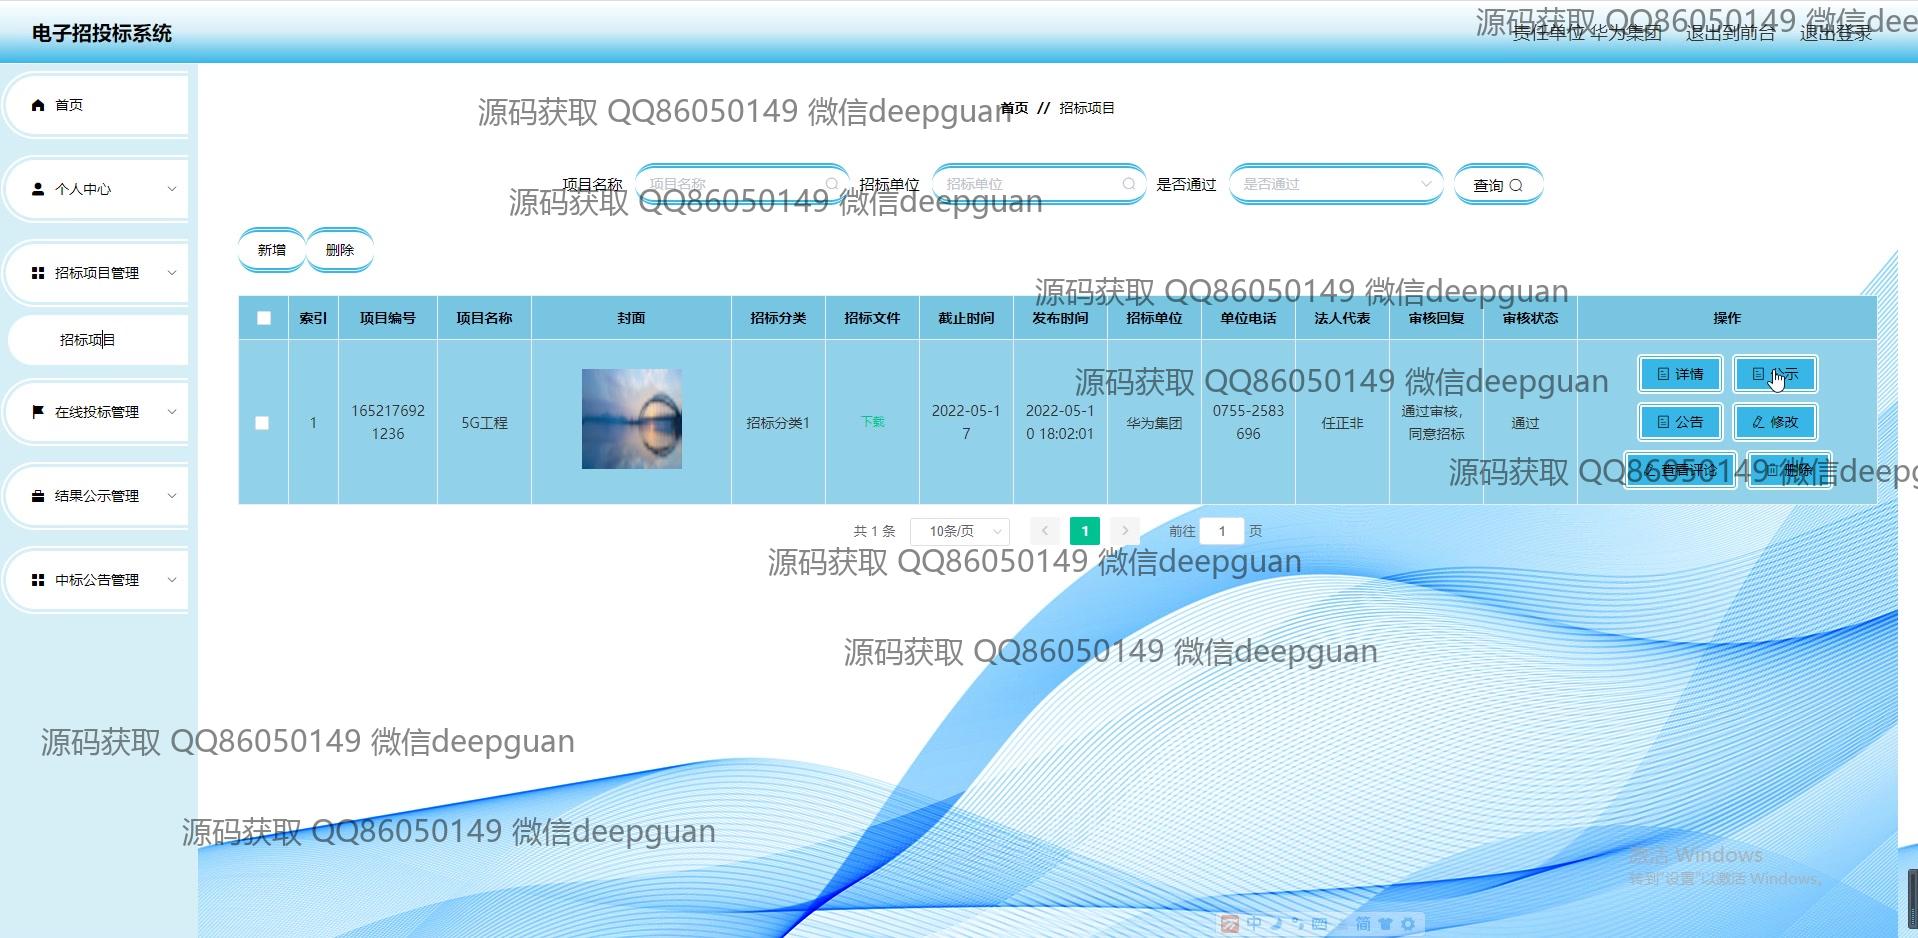 电子招投标系统
责任单位 华为集团 退出到前台 退出登录
源码获取 QQ86050149 微信dee
首页
个人中心
招标项目管理
招标项目
在线投标管理
结果公示管理
中标公告管理
源码获取 QQ86050149 微信deepguan
首页 // 招标项目
项目名称 项目名称 招标单位 招标单位 是否通过 是否通过 查询
源码获取 QQ86050149 微信deepguan
新增 删除
源码获取 QQ86050149 微信deepguan
索引 项目编号 项目名称 封面 招标分类 招标文件 截止时间 发布时间 招标单位 单位电话 法人代表 审核回复 审核状态 操作
1 165217692 1236 5G工程 招标分类1 下载 2022-05-1 7 2022-05-1 0 18:02:01 华为集团 0755-2583 696 任正非 通过审核， 同意招标 通过
详情 公示
源码获取 QQ86050149 微信deepguan
公告 修改
查看评论 删除
源码获取 QQ86050149 微信deepg
共 1 条 10条/页 1 前往 1 页
源码获取 QQ86050149 微信deepguan
源码获取 QQ86050149 微信deepguan
源码获取 QQ86050149 微信deepguan
源码获取 QQ86050149 微信deepguan
激活 Windows
转到"设置"以激活 Windows。
中 简